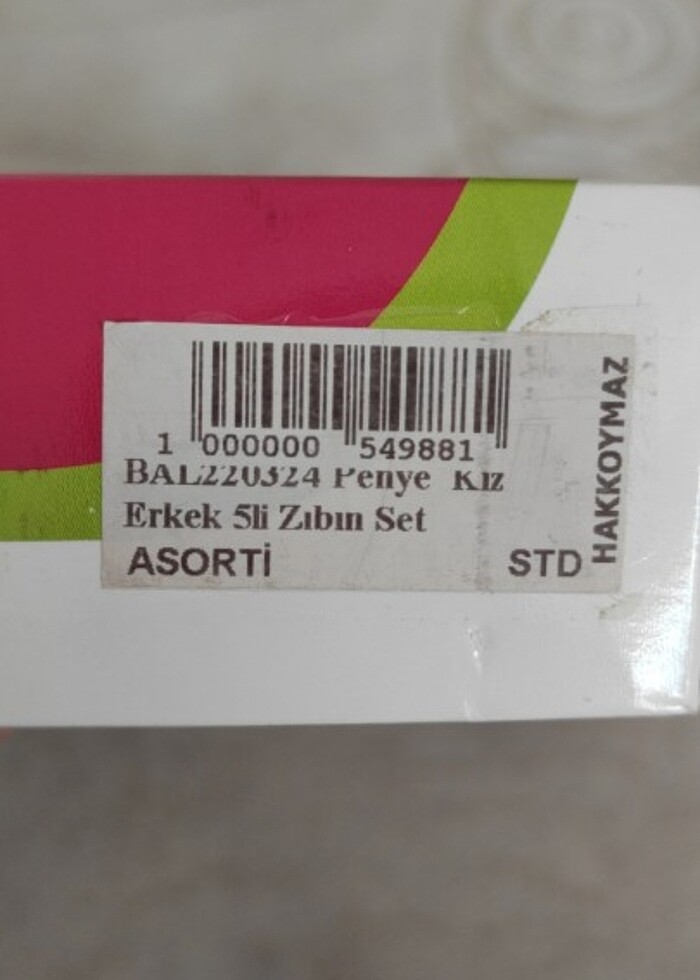 1 000000 549881
BAL220324 Penye Kız
Erkek 5li Zıbın Set
ASORTİ STD
HAKKOYMAZ